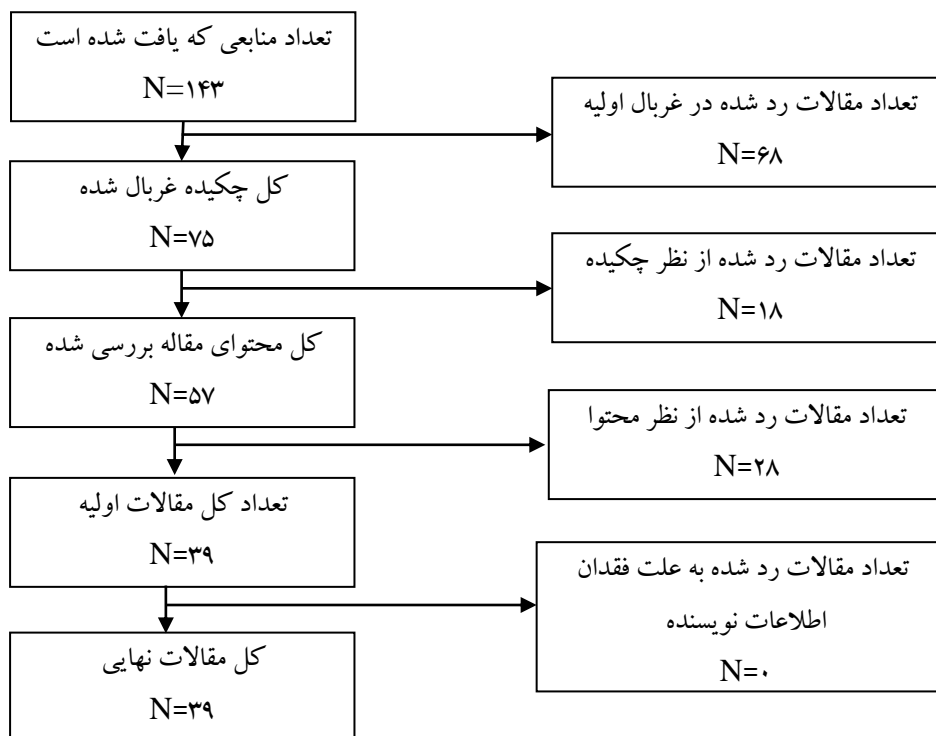 تعداد منابعی که یافت شده است
N=۱۴۳
تعداد مقالات رد شده در غربال اولیه
N=۶۸
کل چکیده غربال شده
N=۷۵
تعداد مقالات رد شده از نظر چکیده
N=۱۸
کل محتوای مقاله بررسی شده
N=۵۷
تعداد مقالات رد شده از نظر محتوا
N=۲۸
تعداد کل مقالات اولیه
N=۳۹
تعداد مقالات رد شده به علت فقدان
اطلاعات نویسنده
N=۰
کل مقالات نهایی
N=۳۹